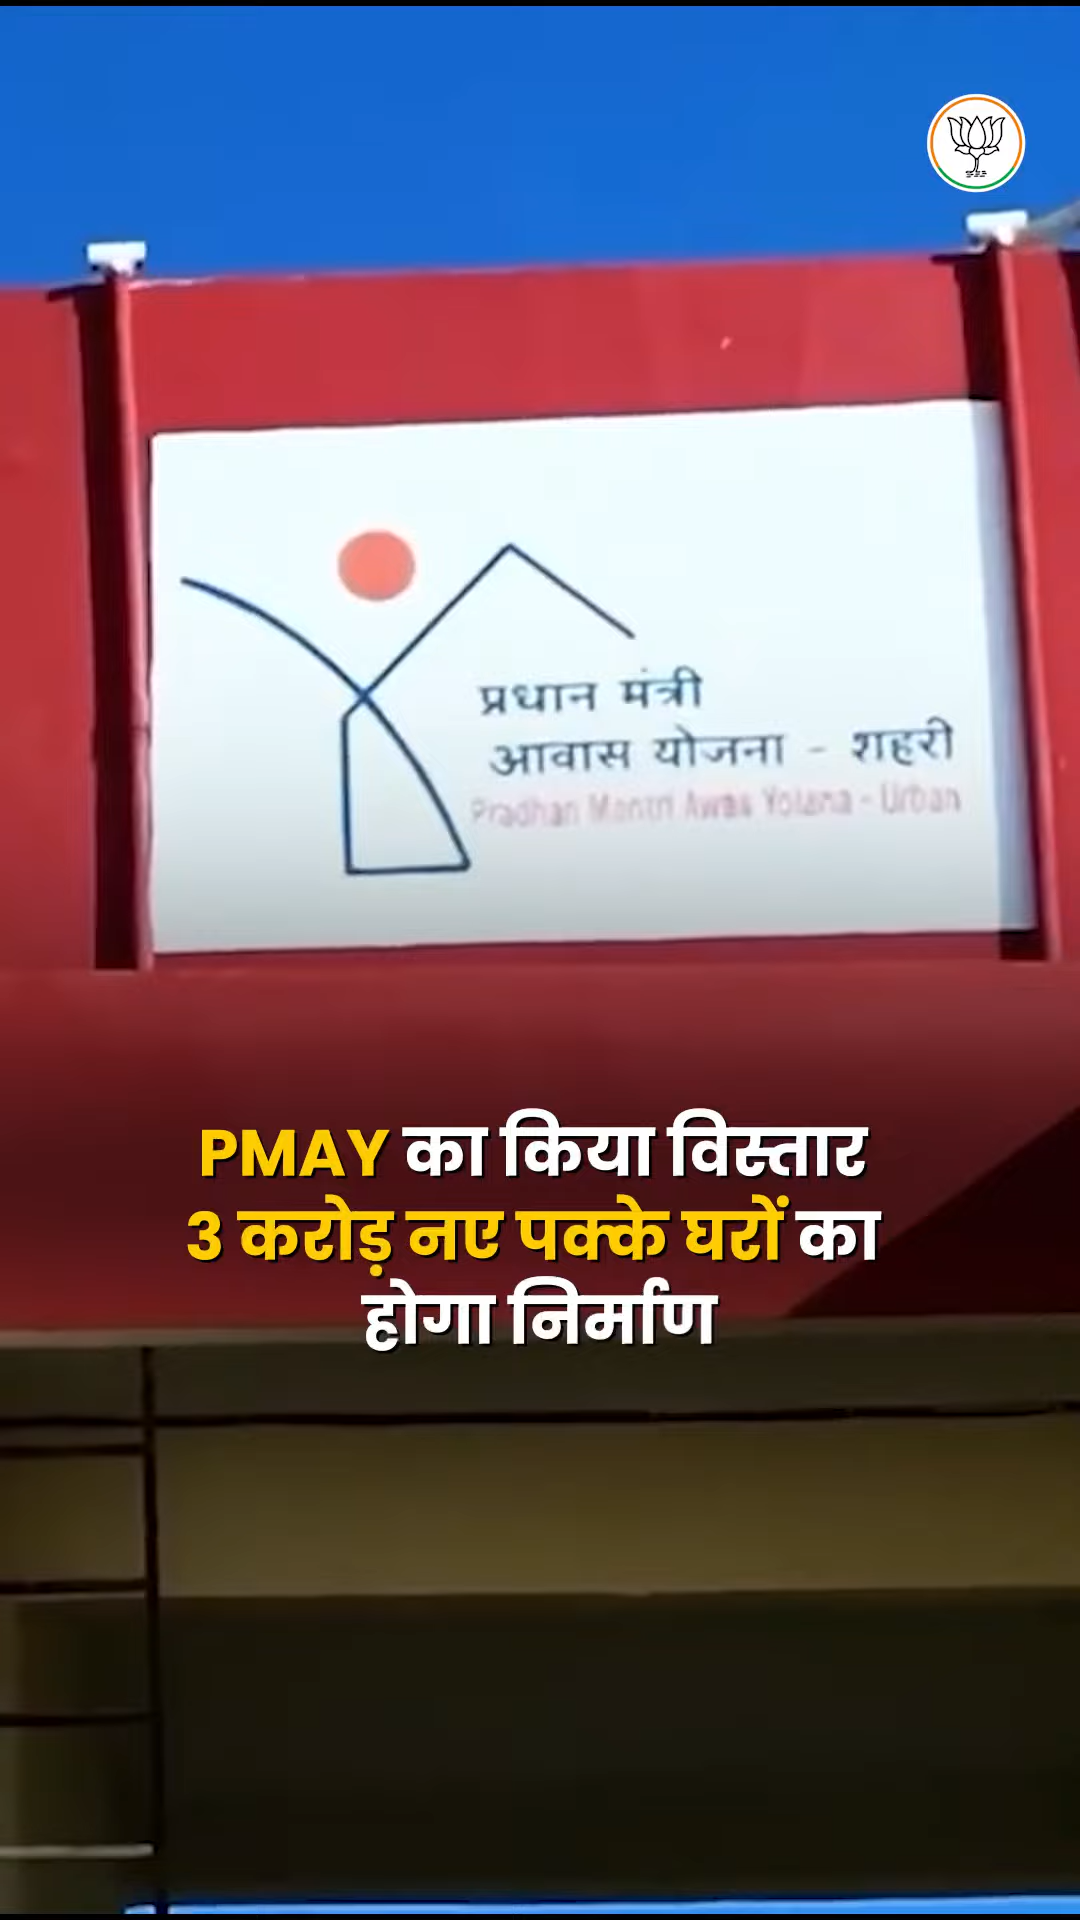 प्रधान मंत्री
आवास योजना - शहरी
Pradhan Mantri Awas Yojana - Urban
PMAY का किया विस्तार
3 करोड़ नए पक्के घरों का
होगा निर्माण